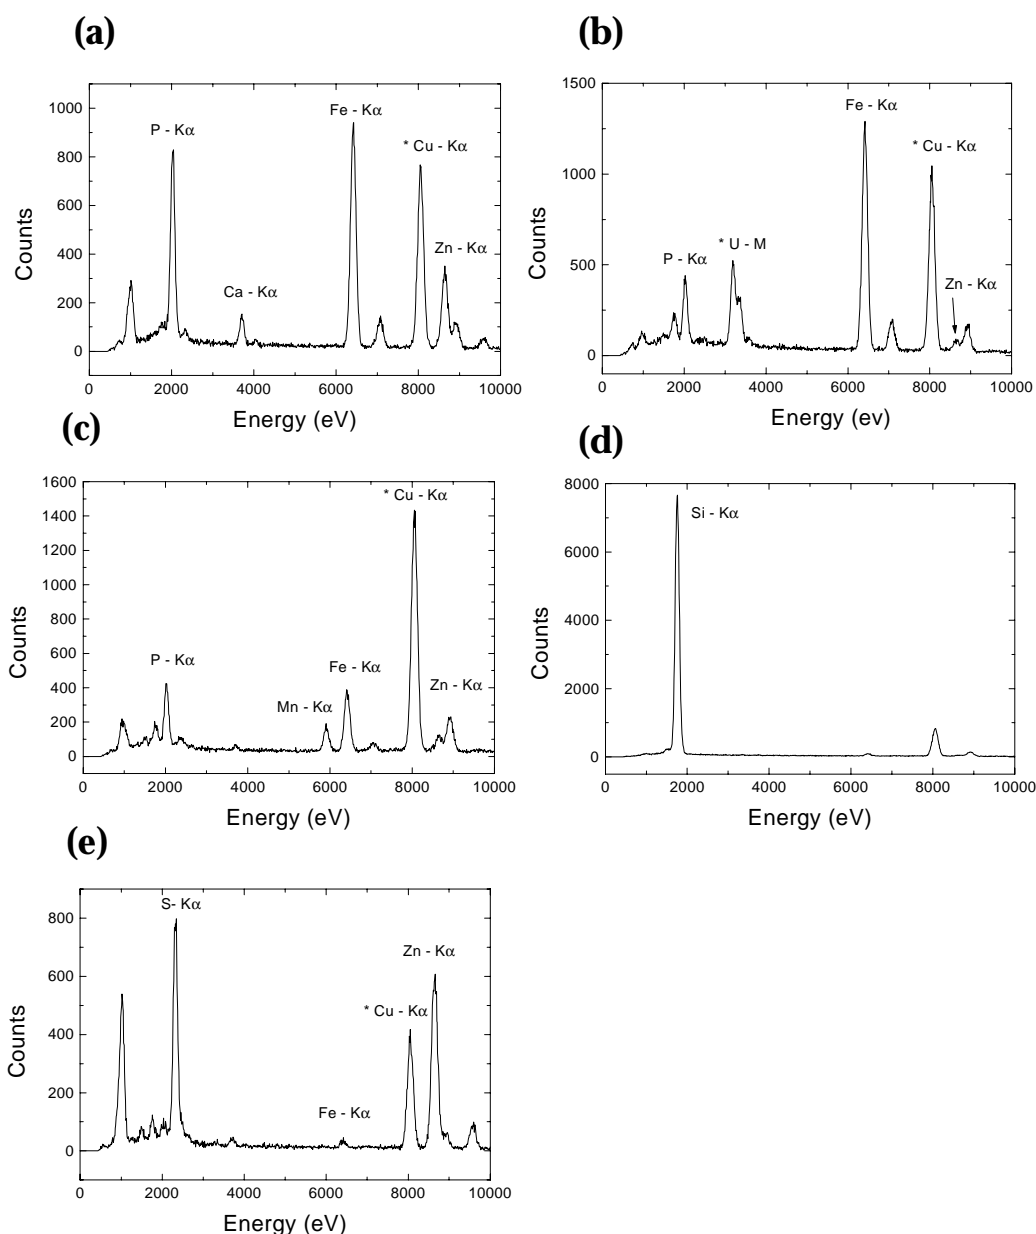 (a)
1000
800
600
400
200
0
Counts
P - Kα
Ca - Kα
Fe - Kα
* Cu - Kα
Zn - Kα
0 2000 4000 6000 8000 10000
Energy (eV)
(b)
1500
1000
500
0
Counts
P - Kα
* U - M
Fe - Kα
* Cu - Kα
Zn - Kα
0 2000 4000 6000 8000 10000
Energy (ev)
(c)
1600
1400
1200
1000
800
600
400
200
0
Counts
P - Kα
Mn - Kα
Fe - Kα
* Cu - Kα
Zn - Kα
0 2000 4000 6000 8000 10000
Energy (eV)
(d)
8000
6000
4000
2000
0
Counts
Si - Kα
0 2000 4000 6000 8000 10000
Energy (eV)
(e)
800
600
400
200
0
Counts
S- Kα
Fe - Kα
* Cu - Kα
Zn - Kα
0 2000 4000 6000 8000 10000
Energy (eV)